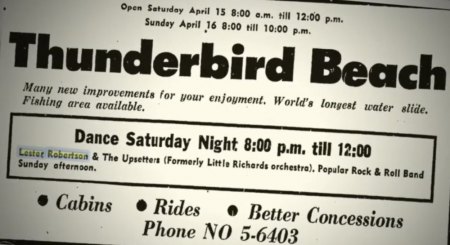 Open Saturday April 15 8:00 a.m. till 12:00 p.m.
Sunday April 16 8:00 till 10:00 p.m.
Thunderbird Beach
Many new improvements for your enjoyment. World's longest water slide.
Fishing area available.
Dance Saturday Night 8:00 p.m. till 12:00
Lester Robertson & The Upsetters (Formerly Little Richards orchestra). Popular Rock & Roll Band
Sunday afternoon.
• Cabins • Rides • Better Concessions
Phone NO 5-6403